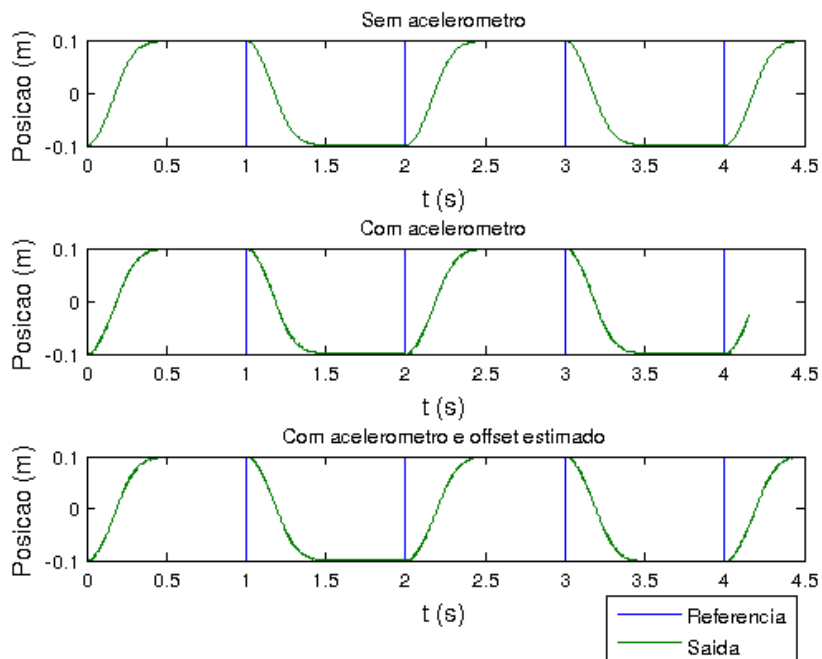 Sem acelerometro
Posicao (m)
0.1
0
-0.1
0 0.5 1 1.5 2 2.5 3 3.5 4 4.5
t (s)
Com acelerometro
Posicao (m)
0.1
0
-0.1
0 0.5 1 1.5 2 2.5 3 3.5 4 4.5
t (s)
Com acelerometro e offset estimado
Posicao (m)
0.1
0
-0.1
0 0.5 1 1.5 2 2.5 3 3.5 4 4.5
t (s)
Referencia
Saida